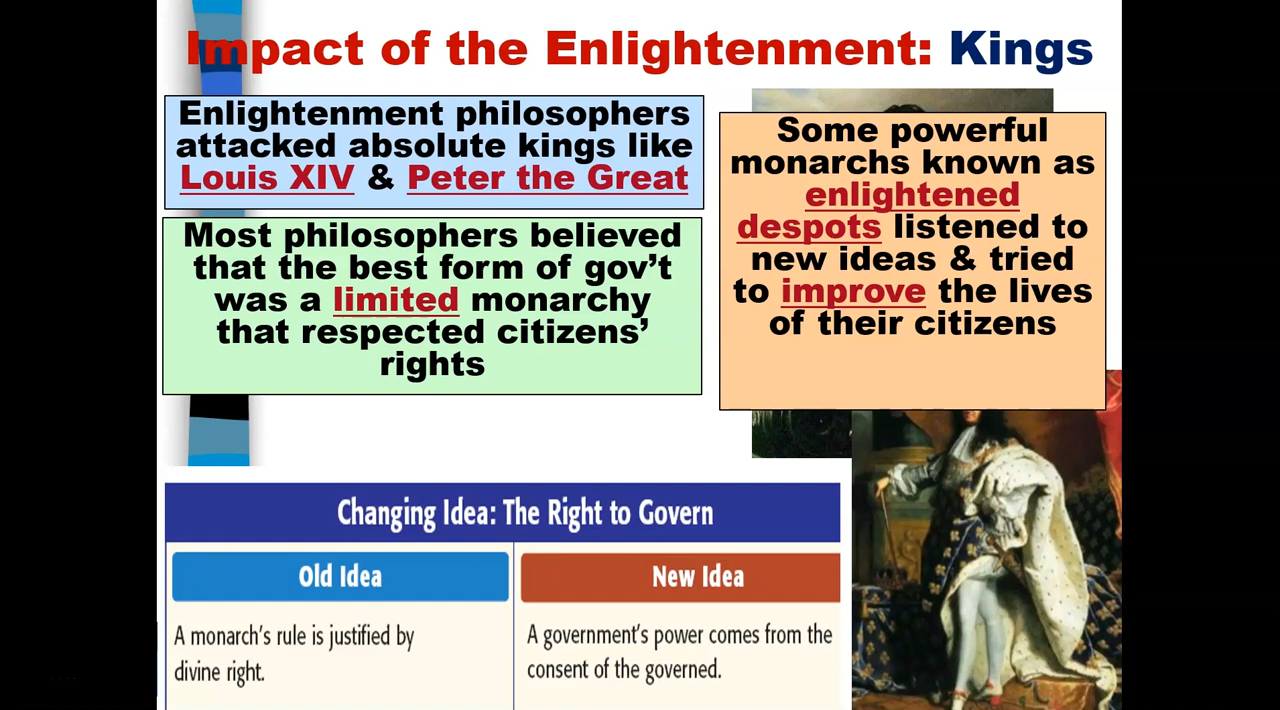 Impact of the Enlightenment: Kings
Enlightenment philosophers
attacked absolute kings like
Louis XIV & Peter the Great
Most philosophers believed
that the best form of gov’t
was a limited monarchy
that respected citizens’
rights
Some powerful
monarchs known as
enlightened
despots listened to
new ideas & tried
to improve the lives
of their citizens
Changing Idea: The Right to Govern
Old Idea
A monarch’s rule is justified by
divine right.
New Idea
A government’s power comes from the
consent of the governed.